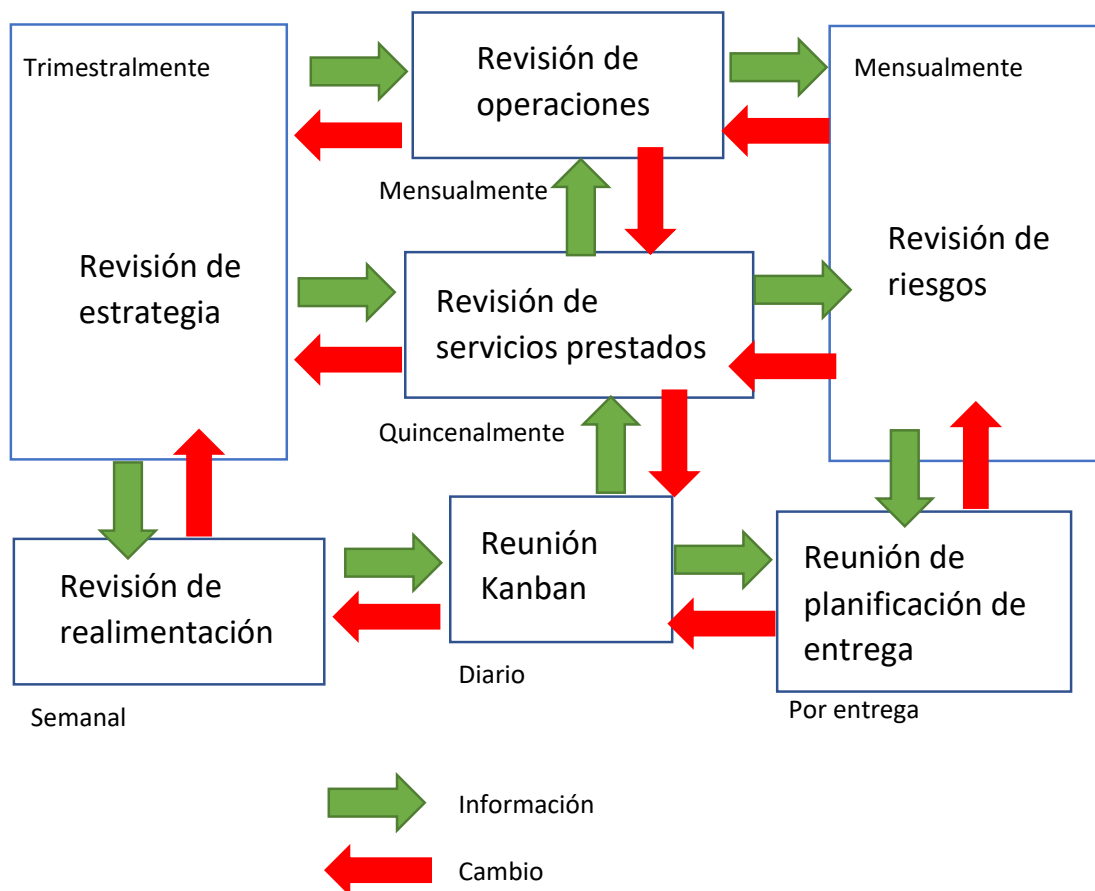 Trimestralmente
Revisión de
estrategia
Revisión de
operaciones
Mensualmente
Mensualmente
Revisión de
riesgos
Revisión de
servicios prestados
Quincenalmente
Revisión de
realimentación
Semanal
Reunión
Kanban
Diario
Reunión de
planificación de
entrega
Por entrega
Información
Cambio